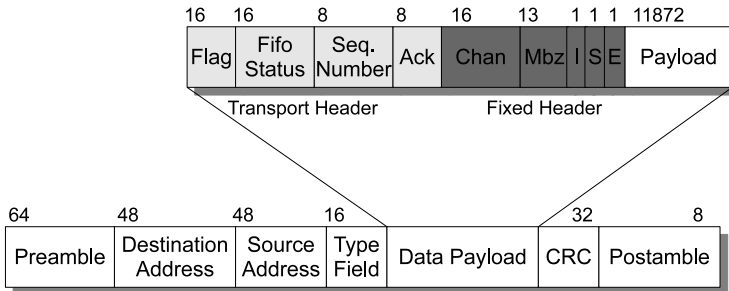 16 16 8 8 16 13 1 1 1 11872
Flag Fifo Status Seq. Number Ack Chan Mbz I S E Payload
Transport Header Fixed Header
64 48 48 16 32 8
Preamble Destination Address Source Address Type Field Data Payload CRC Postamble